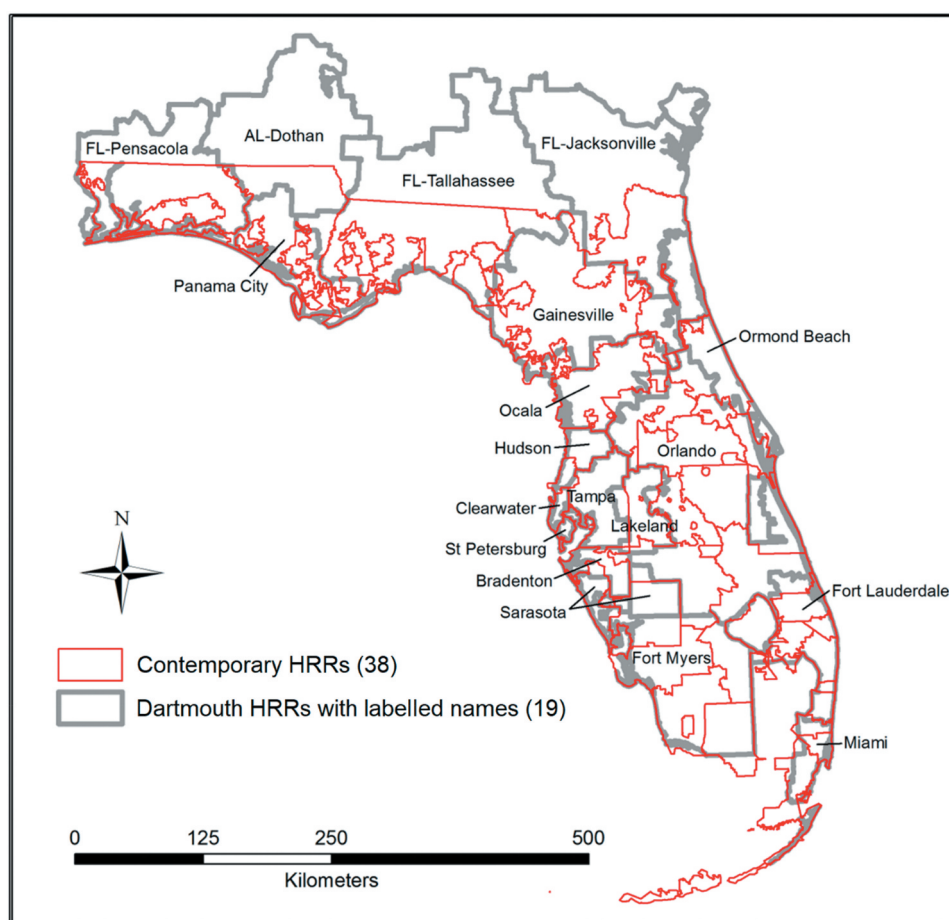 AL-Dothan
FL-Pensacola
FL-Jacksonville
FL-Tallahassee
Panama City
Gainesville
Ormond Beach
Ocala
Hudson
Orlando
Clearwater
Tampa
Lakeland
St Petersburg
Bradenton
Sarasota
Fort Lauderdale
Fort Myers
Miami
N
Contemporary HRRs (38)
Dartmouth HRRs with labelled names (19)
0 125 250 500
Kilometers